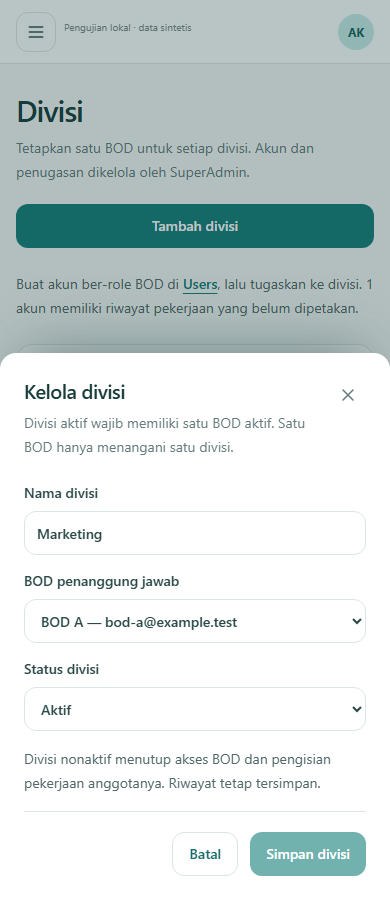 Pengujian lokal · data sintetis
AK
Divisi
Tetapkan satu BOD untuk setiap divisi. Akun dan
penugasan dikelola oleh SuperAdmin.
Tambah divisi
Buat akun ber-role BOD di Users, lalu tugaskan ke divisi. 1
akun memiliki riwayat pekerjaan yang belum dipetakan.
Kelola divisi
Divisi aktif wajib memiliki satu BOD aktif. Satu
BOD hanya menangani satu divisi.
Nama divisi
Marketing
BOD penanggung jawab
BOD A — bod-a@example.test
Status divisi
Aktif
Divisi nonaktif menutup akses BOD dan pengisian
pekerjaan anggotanya. Riwayat tetap tersimpan.
Batal
Simpan divisi